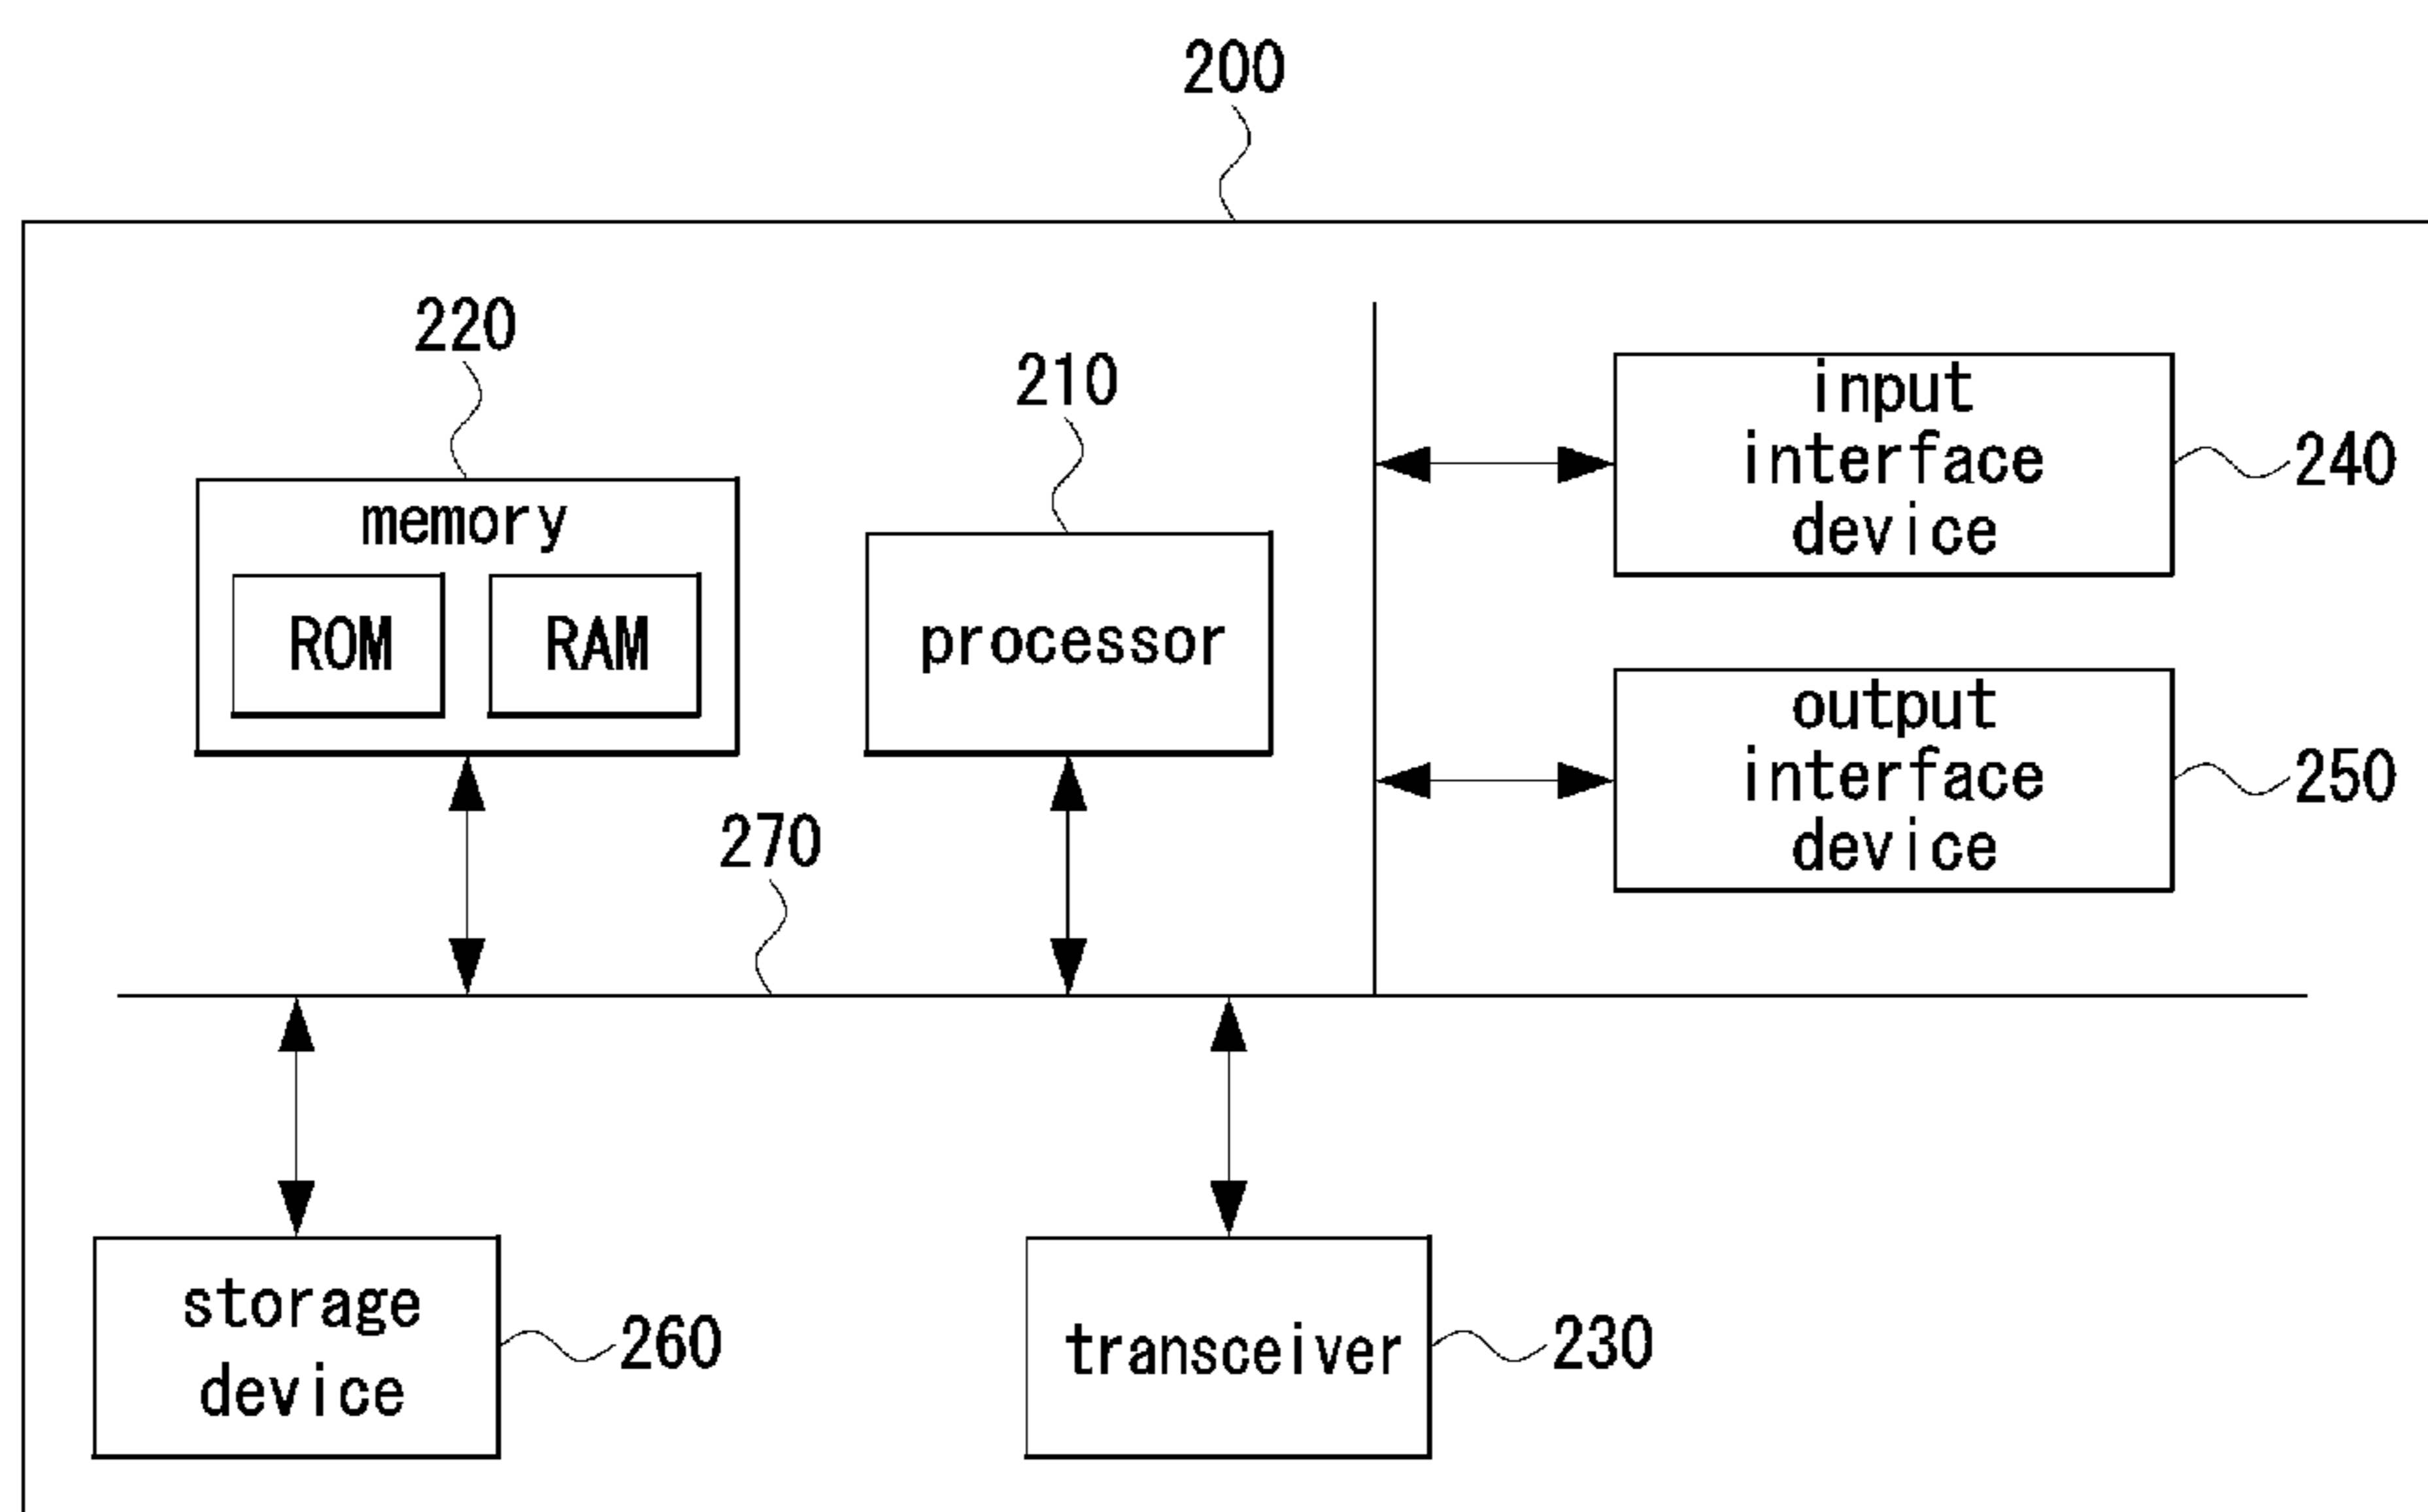 200
220
210
memory
ROM
RAM
processor
input
interface
device
240
output
interface
device
250
270
storage
device
260
transceiver
230